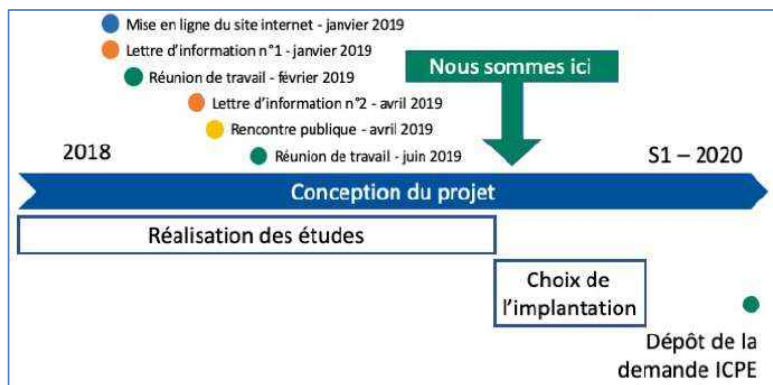 Mise en ligne du site internet - janvier 2019
Lettre d'information n°1 - janvier 2019
Réunion de travail - février 2019
Lettre d'information n°2 - avril 2019
Rencontre publique - avril 2019
Réunion de travail - juin 2019
Nous sommes ici
2018
S1 – 2020
Conception du projet
Réalisation des études
Choix de
l'implantation
Dépôt de la
demande ICPE